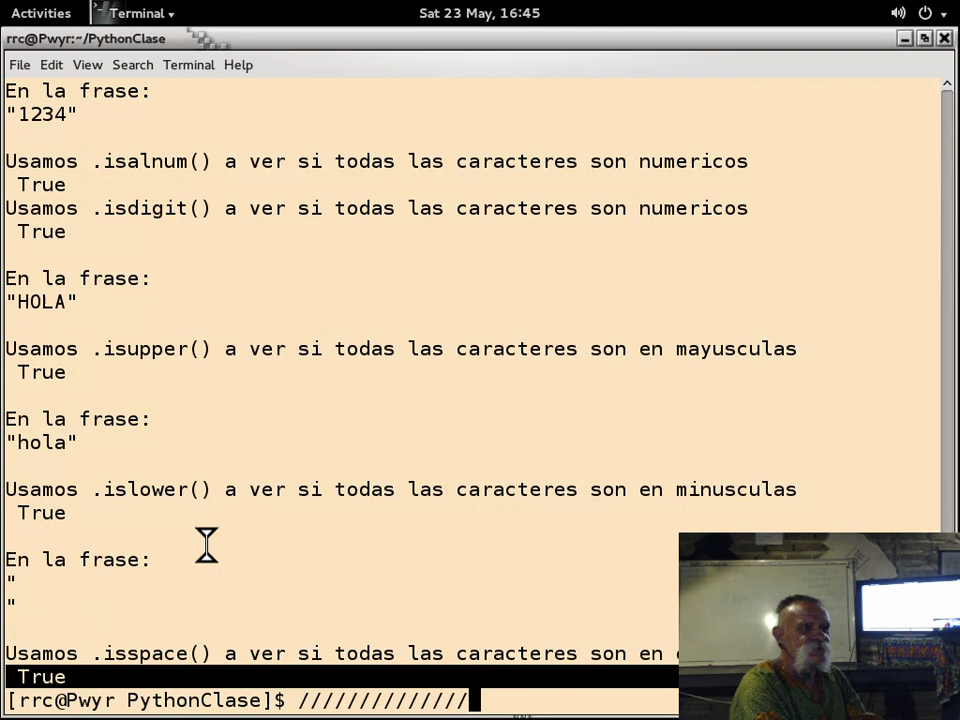 Activities Terminal Sat 23 May, 16:45
rrc@Pwyr:~/PythonClase
File Edit View Search Terminal Help
En la frase:
"1234"
Usamos .isalnum() a ver si todas las caracteres son numericos
True
Usamos .isdigit() a ver si todas las caracteres son numericos
True
En la frase:
"HOLA"
Usamos .isupper() a ver si todas las caracteres son en mayusculas
True
En la frase:
"hola"
Usamos .islower() a ver si todas las caracteres son en minusculas
True
En la frase:
"
"
Usamos .isspace() a ver si todas las caracteres son en
True
[rrc@Pwyr PythonClase]$ //////////////